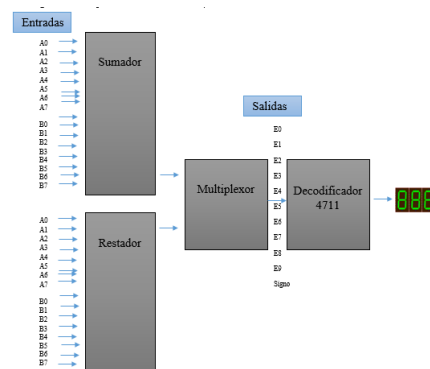 Entradas
A0
A1
A2
A3
A4
A5
A6
A7
B0
B1
B2
B3
B4
B5
B6
B7
Sumador
A0
A1
A2
A3
A4
A5
A6
A7
B0
B1
B2
B3
B4
B5
B6
B7
Restador
Multiplexor
Salidas
E0
E1
E2
E3
E4
E5
E6
E7
E8
E9
Signo
Decodificador
4711
888